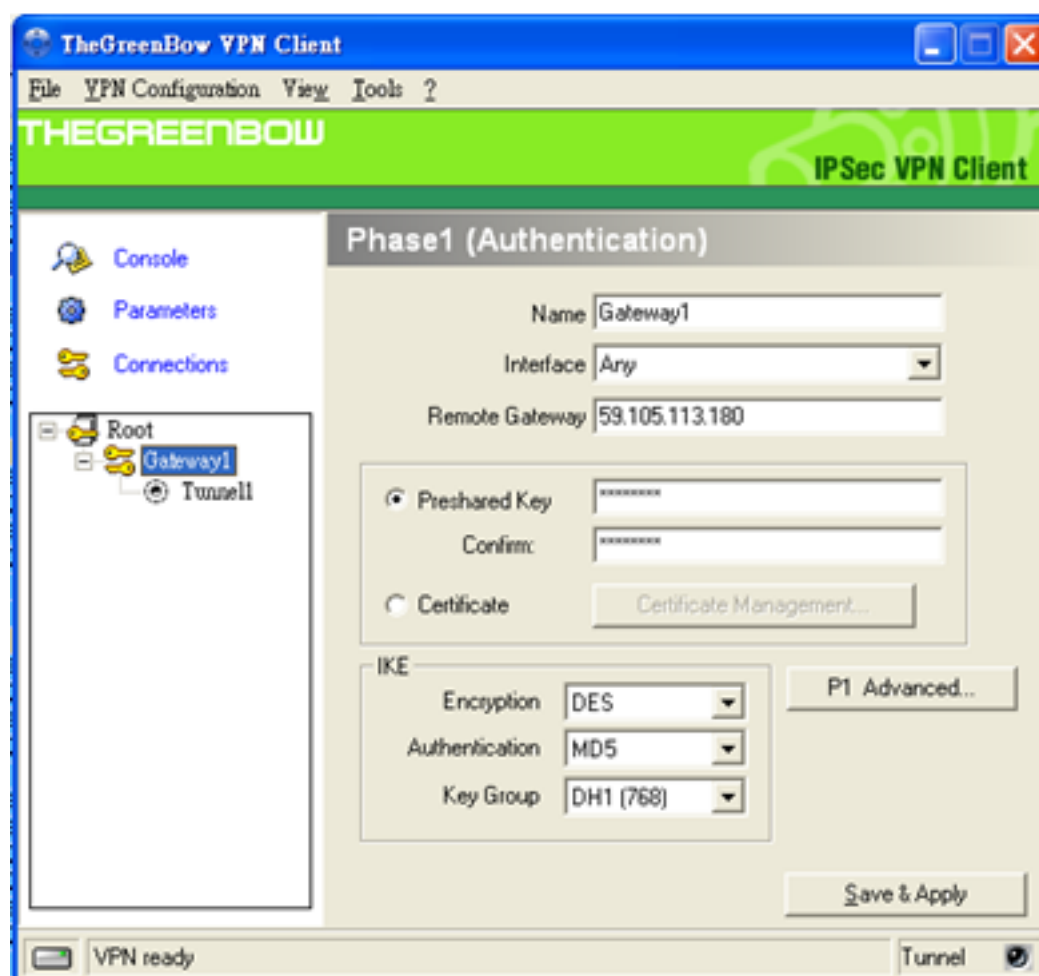 TheGreenBow VPN Client
File VPN Configuration View Tools ?
THEGREENBOW
IPSec VPN Client
Console
Parameters
Connections
Root
Gateway1
Tunnel1
Phase1 (Authentication)
Name Gateway1
Interface Any
Remote Gateway 59.105.113.180
Preshared Key ********
Confirm: ********
Certificate Certificate Management...
IKE
Encryption DES
Authentication MD5
Key Group DH1 (768)
P1 Advanced...
Save & Apply
VPN ready Tunnel